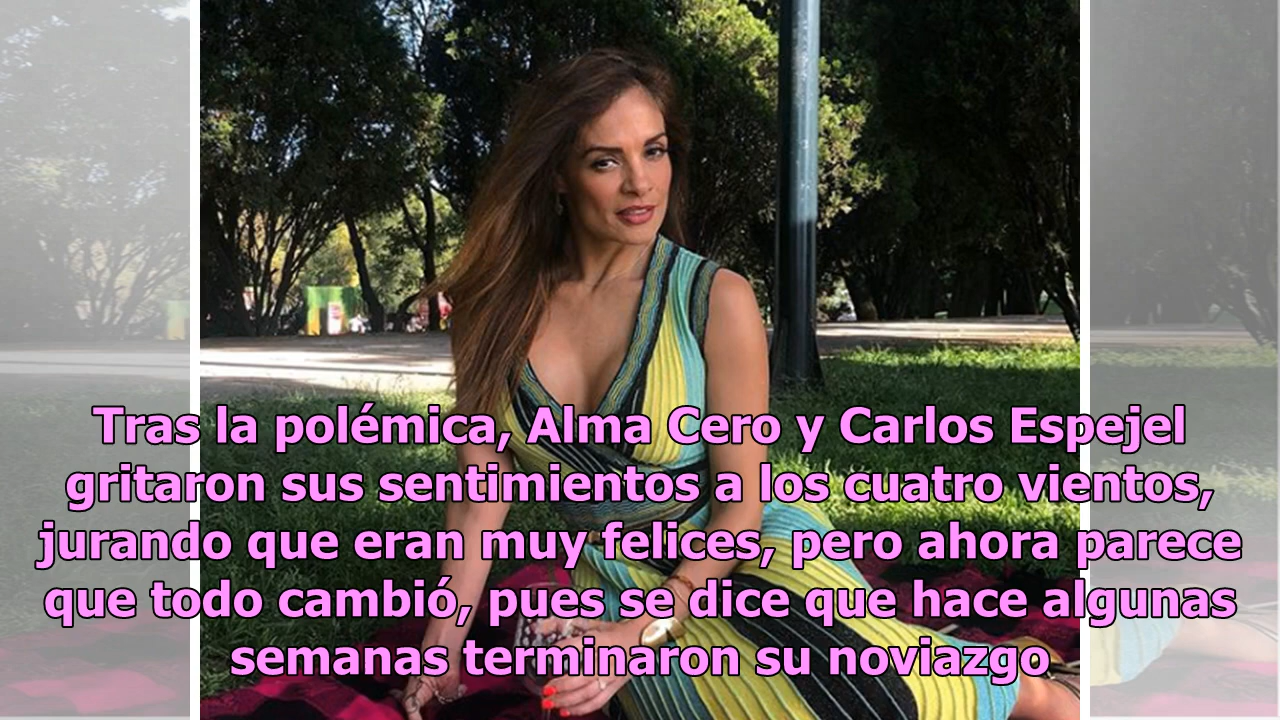 Tras la polémica, Alma Cero y Carlos Espejel
gritaron sus sentimientos a los cuatro vientos,
jurando que eran muy felices, pero ahora parece
que todo cambió, pues se dice que hace algunas
semanas terminaron su noviazgo